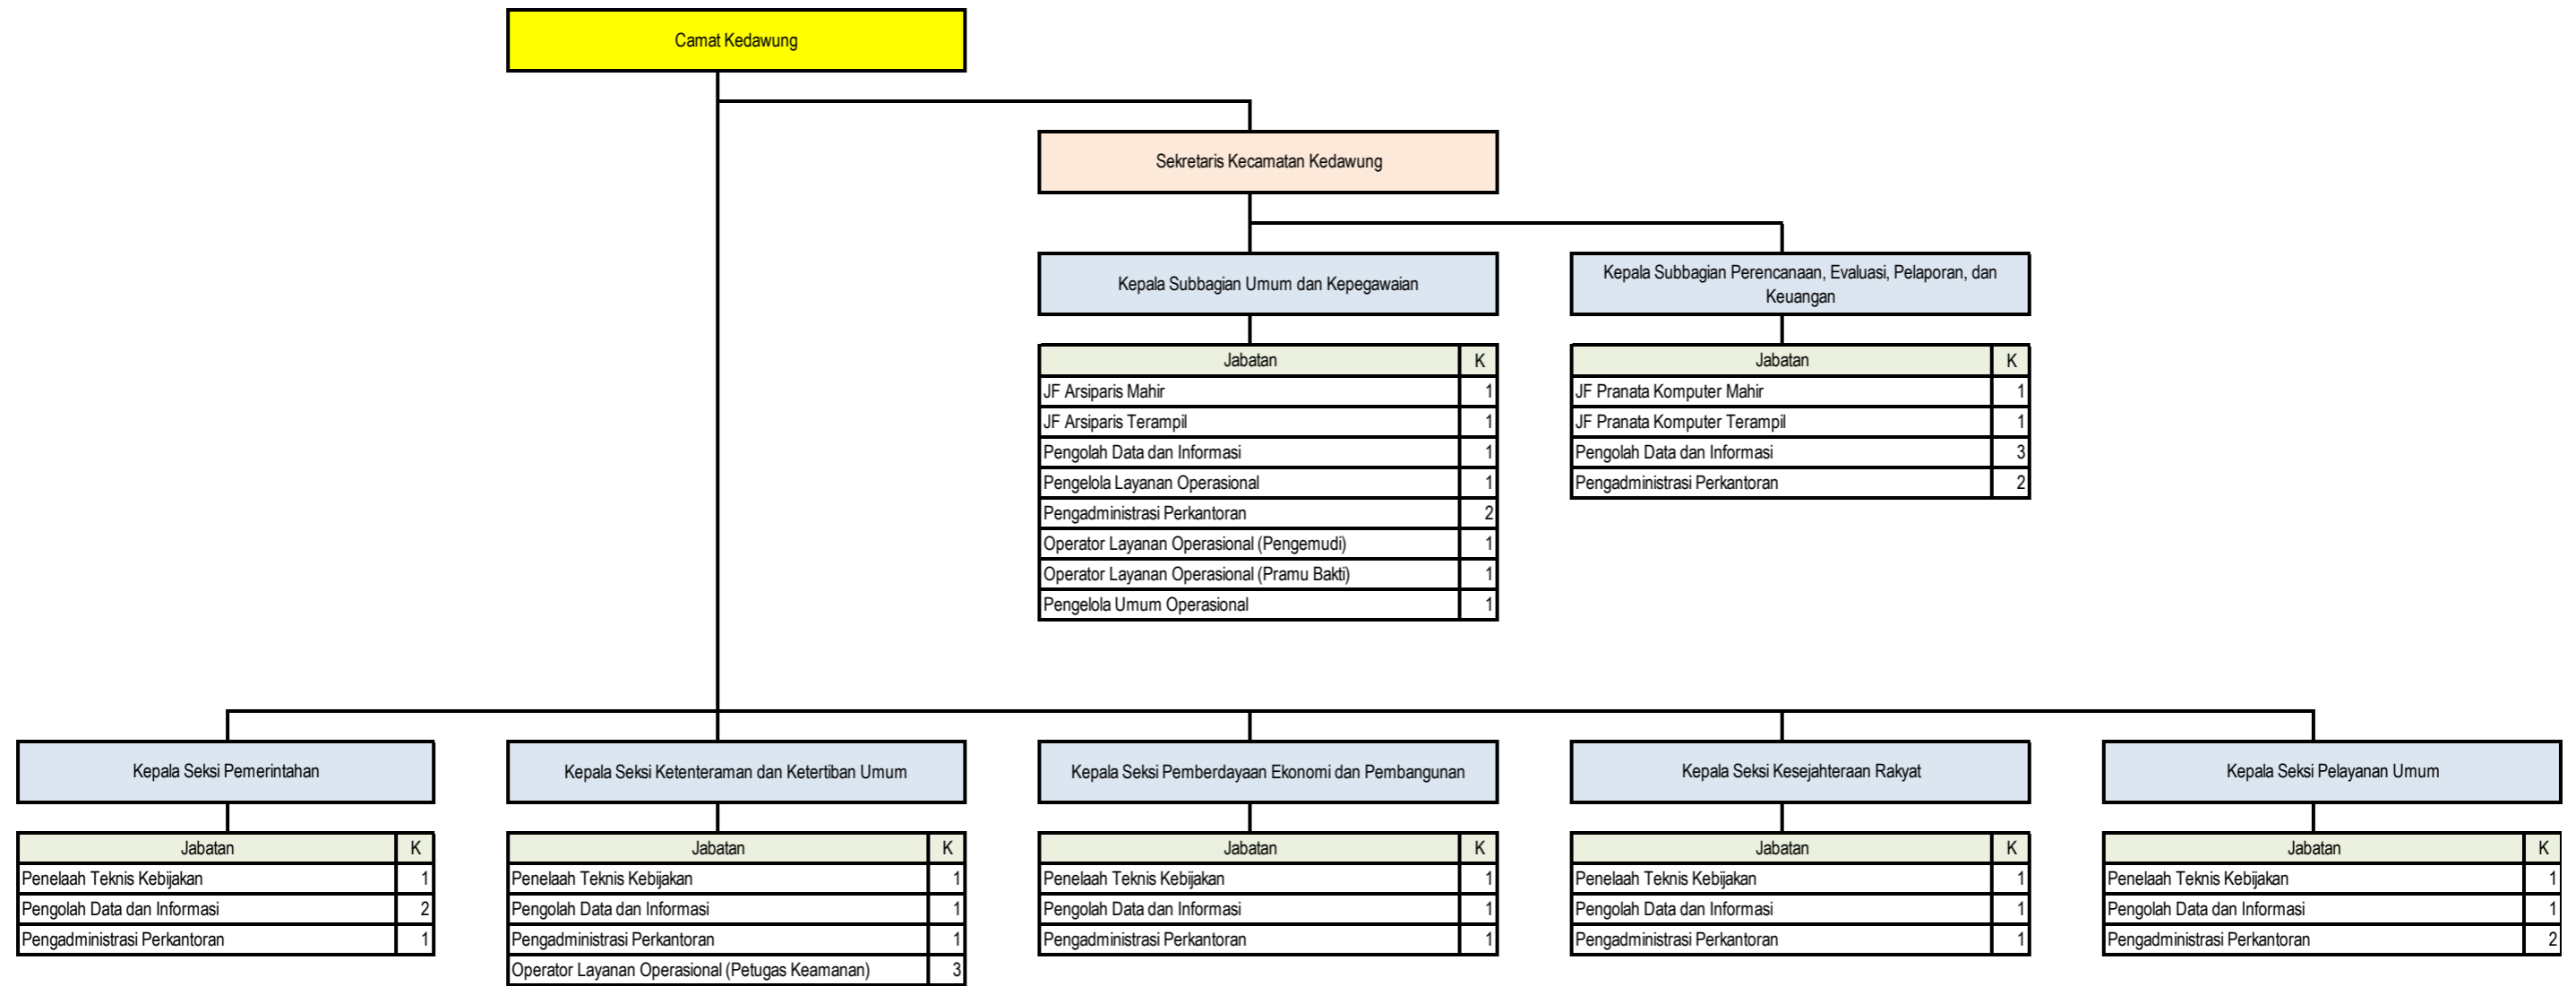 Camat Kedawung
Sekretaris Kecamatan Kedawung
Kepala Subbagian Umum dan Kepegawaian
Kepala Subbagian Perencanaan, Evaluasi, Pelaporan, dan
Keuangan
Jabatan K
JF Arsiparis Mahir 1
JF Arsiparis Terampil 1
Pengolah Data dan Informasi 1
Pengelola Layanan Operasional 1
Pengadministrasi Perkantoran 2
Operator Layanan Operasional (Pengemudi) 1
Operator Layanan Operasional (Pramu Bakti) 1
Pengelola Umum Operasional 1
Jabatan K
JF Pranata Komputer Mahir 1
JF Pranata Komputer Terampil 1
Pengolah Data dan Informasi 3
Pengadministrasi Perkantoran 2
Kepala Seksi Pemerintahan
Jabatan K
Penelaah Teknis Kebijakan 1
Pengolah Data dan Informasi 2
Pengadministrasi Perkantoran 1
Kepala Seksi Ketenteraman dan Ketertiban Umum
Jabatan K
Penelaah Teknis Kebijakan 1
Pengolah Data dan Informasi 1
Pengadministrasi Perkantoran 1
Operator Layanan Operasional (Petugas Keamanan) 3
Kepala Seksi Pemberdayaan Ekonomi dan Pembangunan
Jabatan K
Penelaah Teknis Kebijakan 1
Pengolah Data dan Informasi 1
Pengadministrasi Perkantoran 1
Kepala Seksi Kesejahteraan Rakyat
Jabatan K
Penelaah Teknis Kebijakan 1
Pengolah Data dan Informasi 1
Pengadministrasi Perkantoran 1
Kepala Seksi Pelayanan Umum
Jabatan K
Penelaah Teknis Kebijakan 1
Pengolah Data dan Informasi 1
Pengadministrasi Perkantoran 2